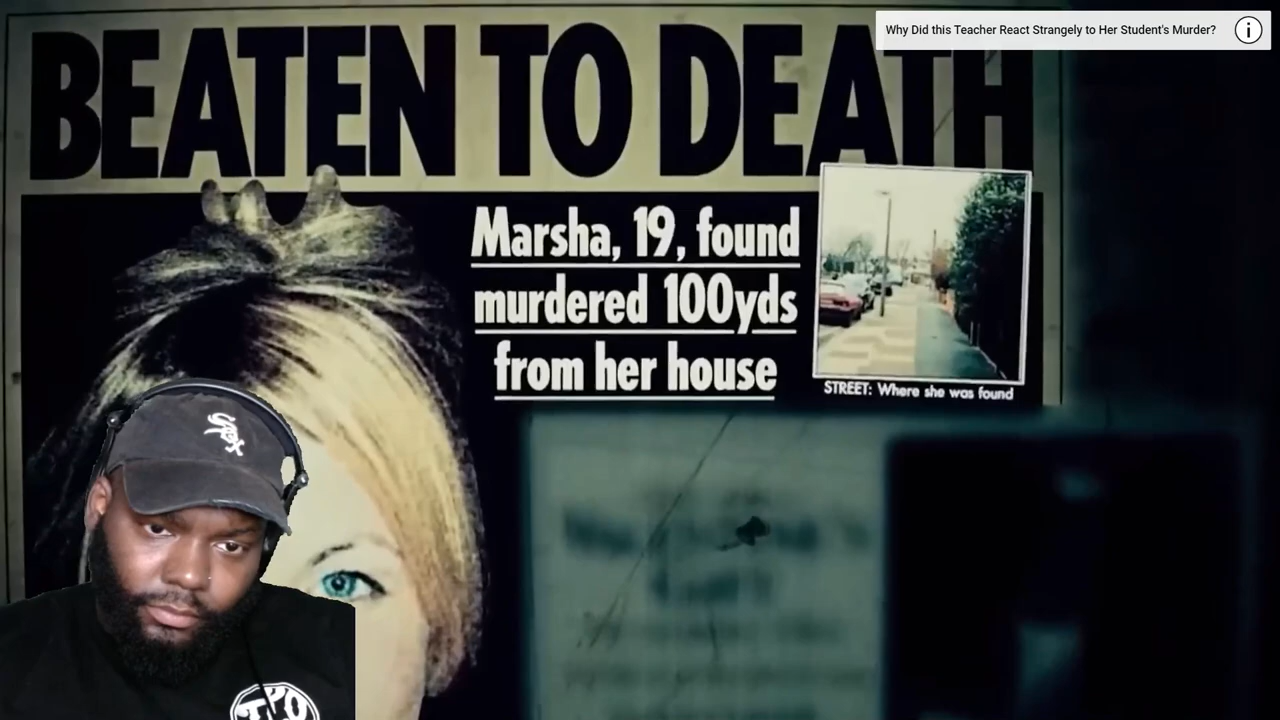 Why Did this Teacher React Strangely to Her Student's Murder?
BEATEN TO DEATH
Marsha, 19, found
murdered 100yds
from her house
STREET: Where she was found
Sox